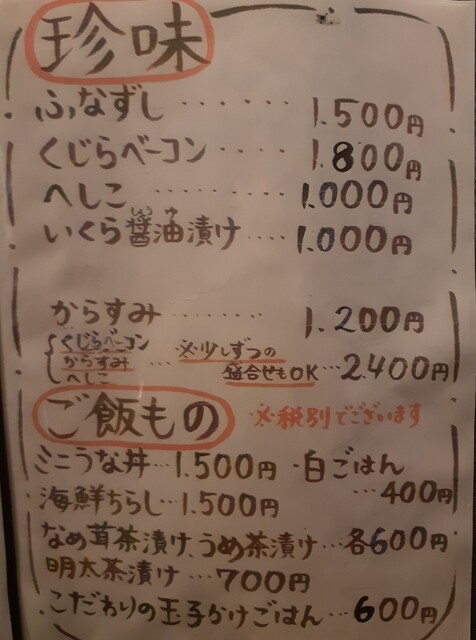 珍味
ふなずし ······ 1.500円
くじらベーコン ···· 1.800円
へしこ ······ 1.000円
いくら醤油漬け ···· 1.000円
しょうゆ
からすみ ······ 1.200円
くじらベーコン
からすみ
へしこ
··· ※少しずつの
盛合せもOK ··· 2.400円
ご飯もの ※税別でございます
ミニうな丼 ··· 1.500円 ・白ごはん
··· 400円
海鮮ちらし ··· 1.500円
なめ茸茶漬け、うめ茶漬け ··· 各600円
明太茶漬け ··· 700円
こだわりの玉子かけごはん ··· 600円